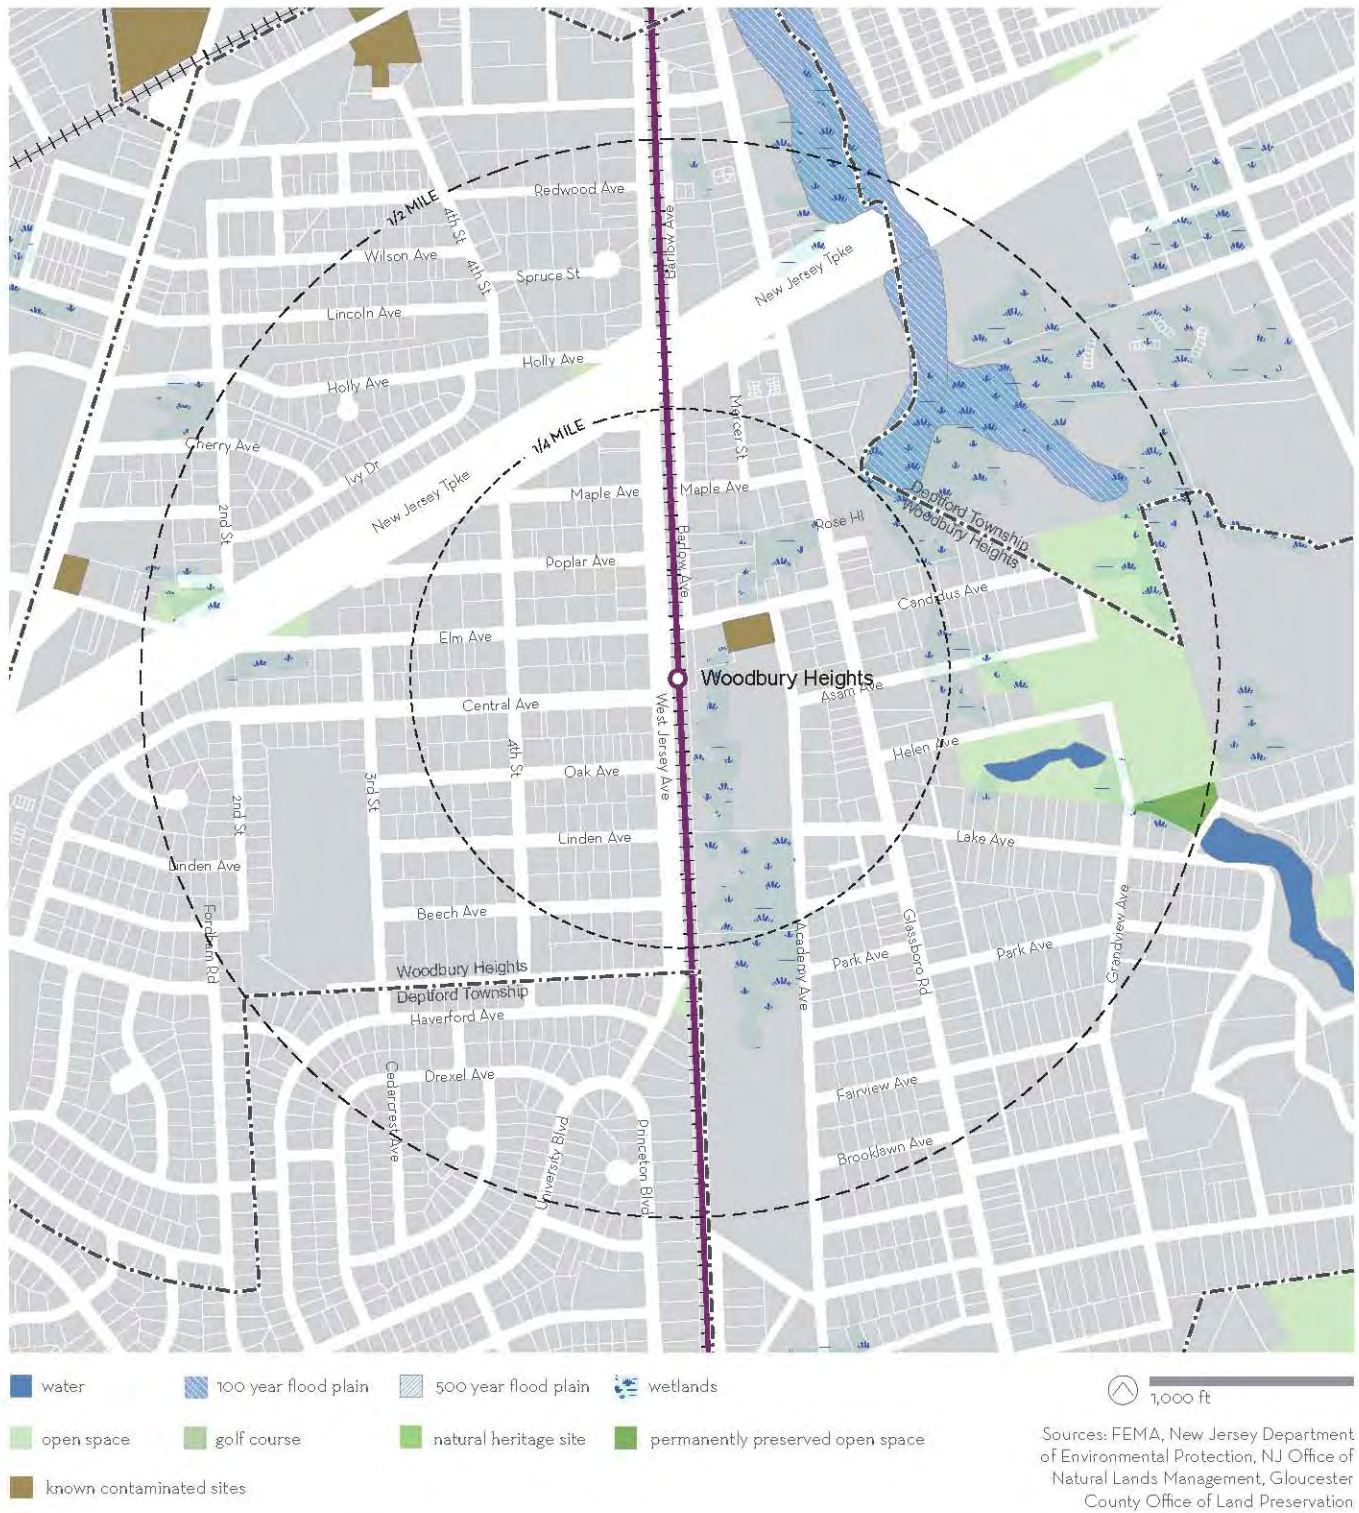 Redwood Ave
1/2 MILE
4th St
Barlow Ave
Wilson Ave
4th St
Spruce St
New Jersey Tpke
Lincoln Ave
Holly Ave
Holly Ave
Mercer St
1/4 MILE
Cherry Ave
Ivy Dr
New Jersey Tpke
Maple Ave
Maple Ave
2nd St
Rose Hl
Deptford Township
Woodbury Heights
Barlow Ave
Poplar Ave
Candidus Ave
Elm Ave
Woodbury Heights
Asam Ave
Central Ave
West Jersey Ave
4th St
Helen Ave
Oak Ave
3rd St
2nd St
Linden Ave
Lake Ave
Linden Ave
Beech Ave
Fordham Rd
Academy Ave
Glassboro Rd
Grandview Ave
Park Ave
Park Ave
Woodbury Heights
Deptford Township
Haverford Ave
Drexel Ave
Cedarcrest Ave
Fairview Ave
University Blvd
Princeton Blvd
Brooklawn Ave
water
100 year flood plain
500 year flood plain
wetlands
1,000 ft
open space
golf course
natural heritage site
permanently preserved open space
known contaminated sites
Sources: FEMA, New Jersey Department
of Environmental Protection, NJ Office of
Natural Lands Management, Gloucester
County Office of Land Preservation